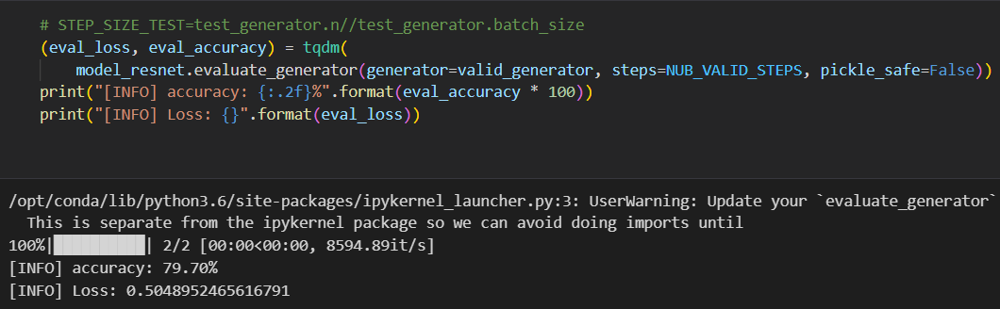 # STEP_SIZE_TEST=test_generator.n//test_generator.batch_size
(eval_loss, eval_accuracy) = tqdm(
    model_resnet.evaluate_generator(generator=valid_generator, steps=NUB_VALID_STEPS, pickle_safe=False))
print("[INFO] accuracy: {:.2f}%".format(eval_accuracy * 100))
print("[INFO] Loss: {}".format(eval_loss))
/opt/conda/lib/python3.6/site-packages/ipykernel_launcher.py:3: UserWarning: Update your `evaluate_generator`
  This is separate from the ipykernel package so we can avoid doing imports until
100%|██████████| 2/2 [00:00<00:00, 8594.89it/s]
[INFO] accuracy: 79.70%
[INFO] Loss: 0.5048952465616791